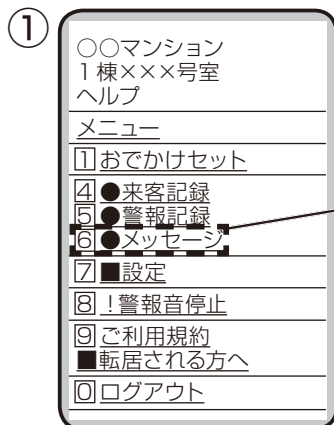 ①
○○マンション
1棟×××号室
ヘルプ
メニュー
1 おでかけセット
4 ●来客記録
5 ●警報記録
6 ●メッセージ
7 ■設定
8 !警報音停止
9 ご利用規約
■転居される方へ
0 ログアウト